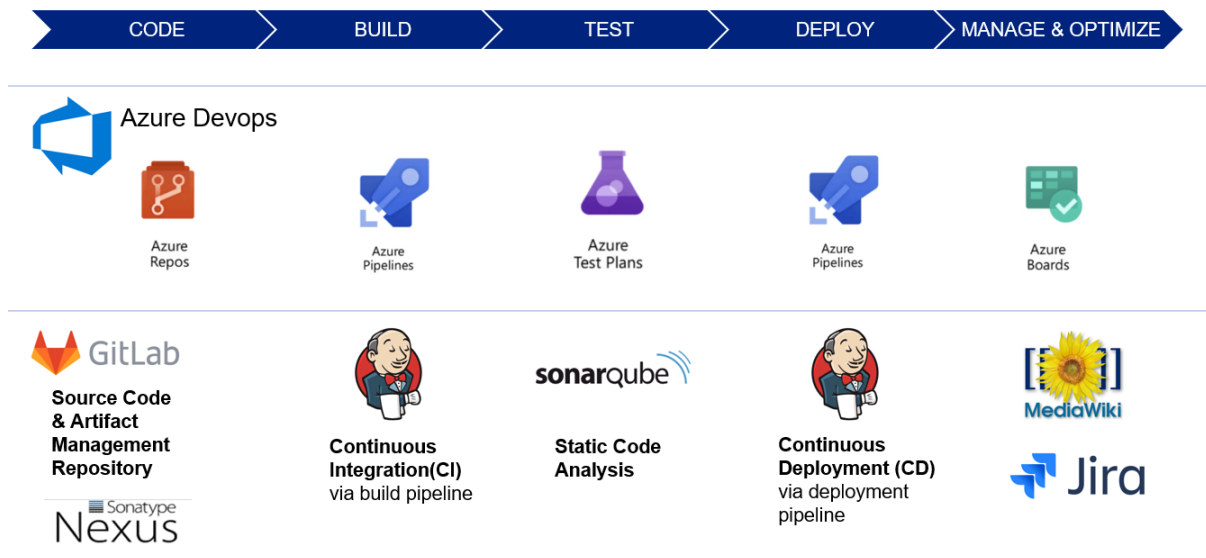 CODE
BUILD
TEST
DEPLOY
MANAGE & OPTIMIZE
Azure Devops
Azure
Repos
Azure
Pipelines
Azure
Test Plans
Azure
Pipelines
Azure
Boards
GitLab
Source Code
& Artifact
Management
Repository
Sonatype
Nexus
Continuous
Integration(CI)
via build pipeline
sonarqube
Static Code
Analysis
Continuous
Deployment (CD)
via deployment
pipeline
[[ ]]
MediaWiki
Jira